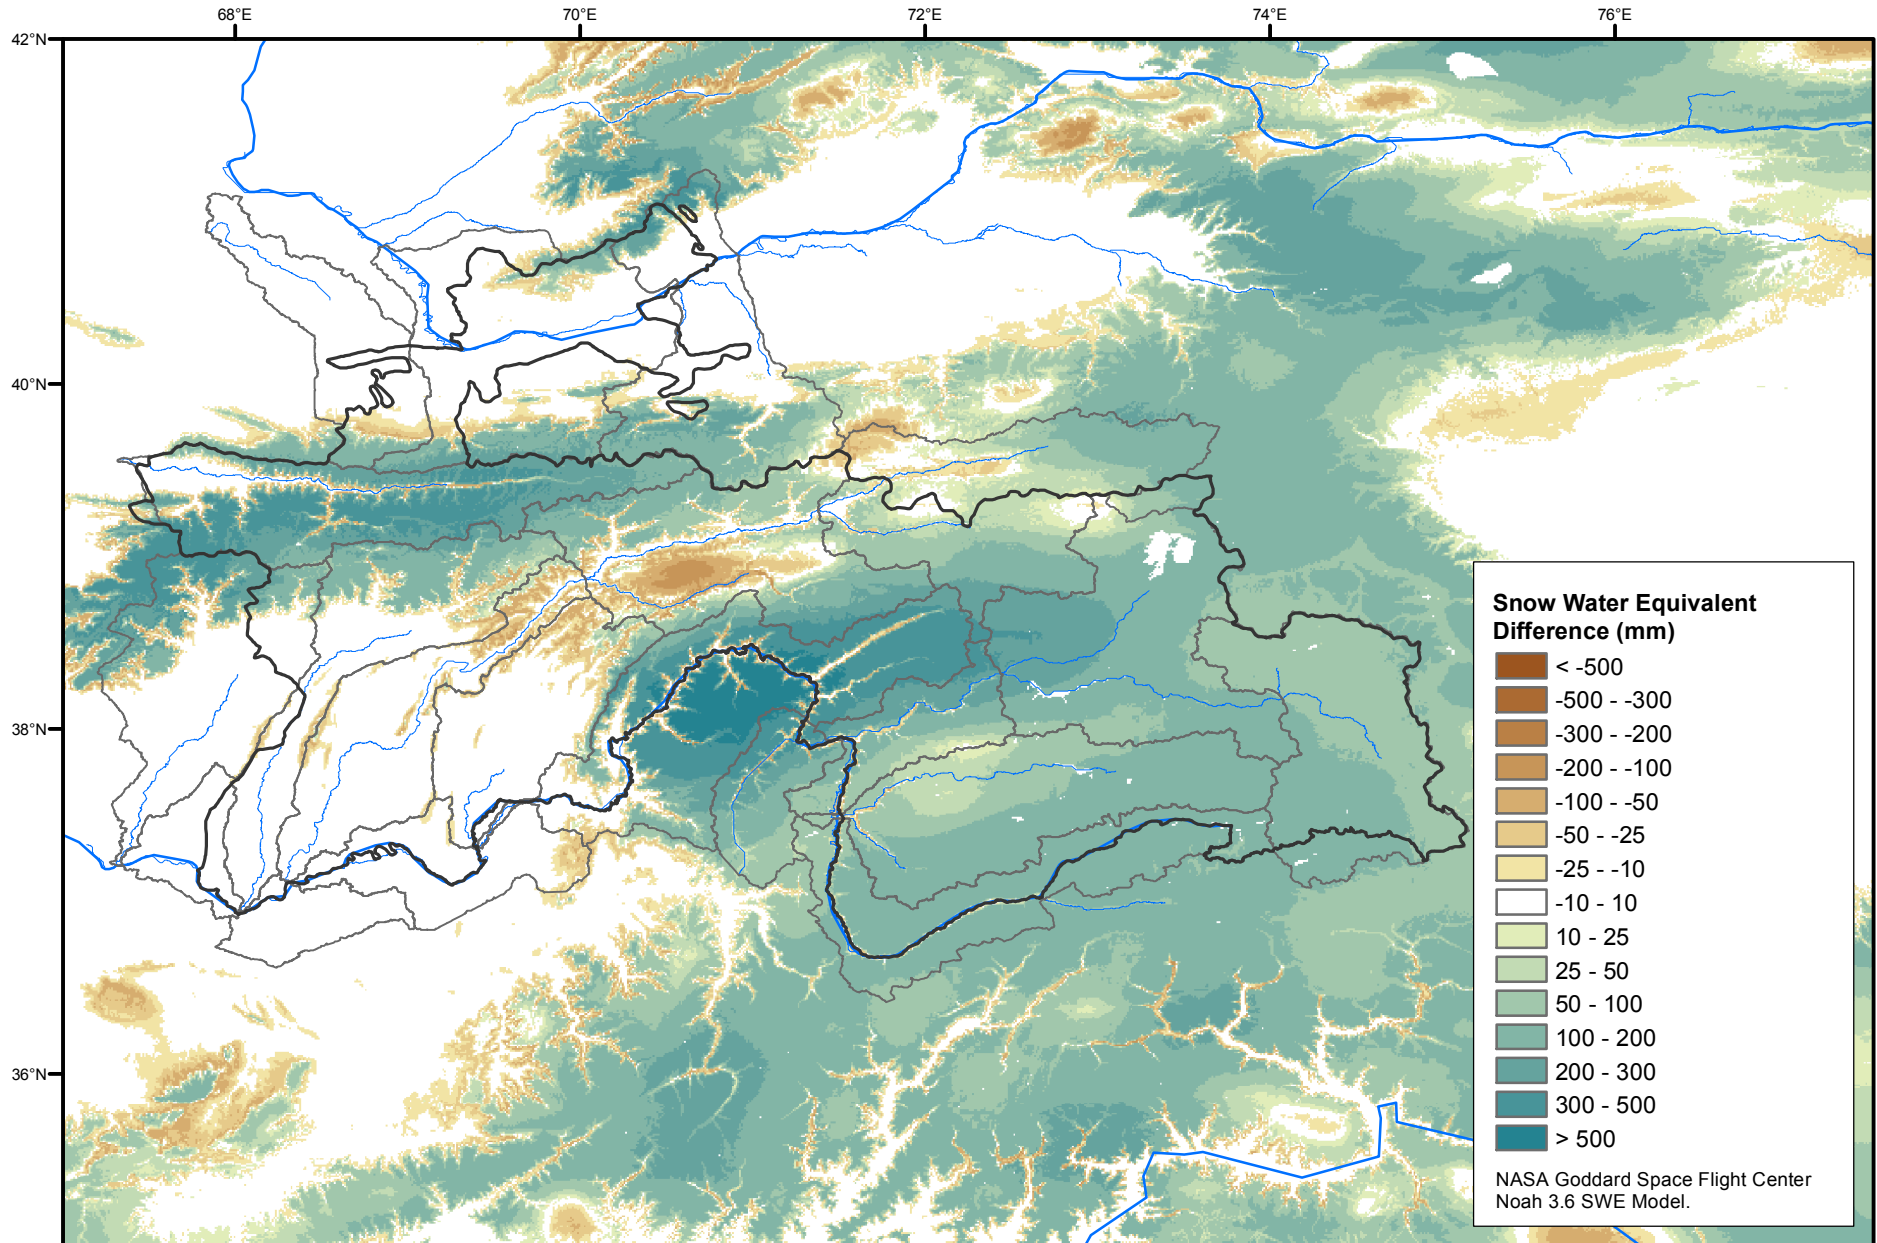 68°E 70°E 72°E 74°E 76°E
42°N
40°N
38°N
36°N
Snow Water Equivalent
Difference (mm)
< -500
-500 - -300
-300 - -200
-200 - -100
-100 - -50
-50 - -25
-25 - -10
-10 - 10
10 - 25
25 - 50
50 - 100
100 - 200
200 - 300
300 - 500
> 500
NASA Goddard Space Flight Center
Noah 3.6 SWE Model.